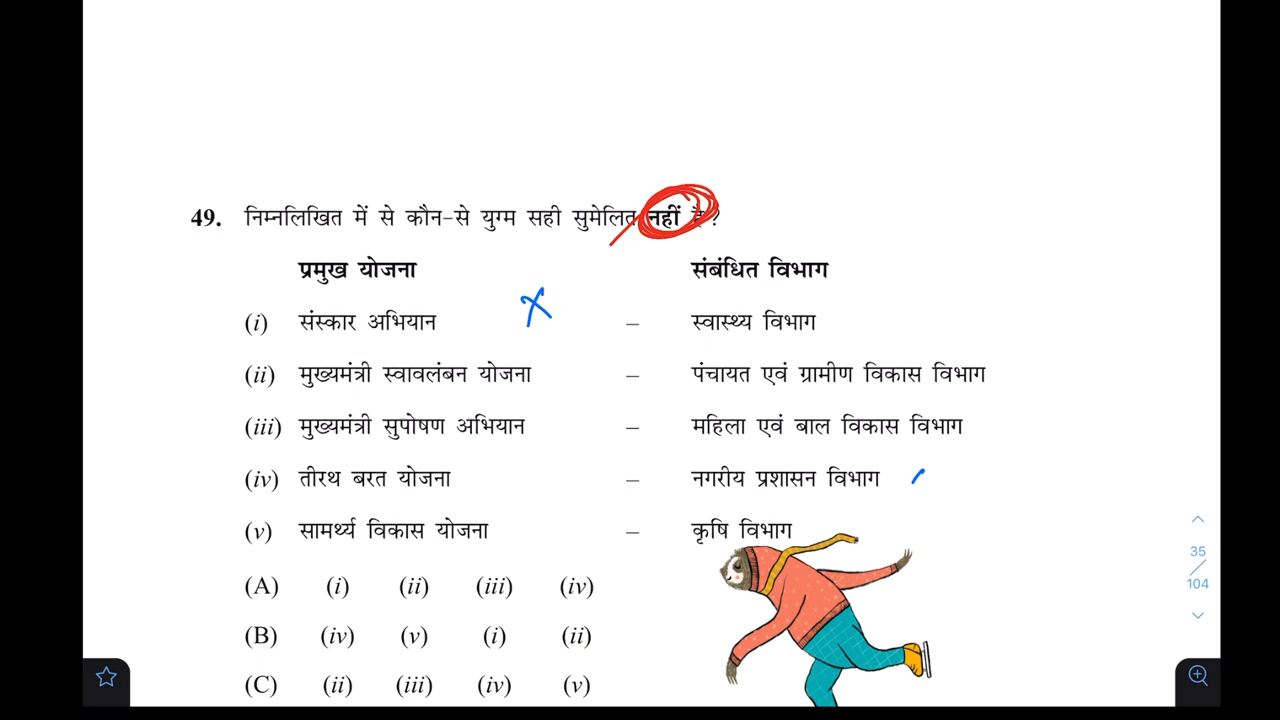 49. निम्नलिखित में से कौन-से युग्म सही सुमेलित नहीं है?
प्रमुख योजना संबंधित विभाग
(i) संस्कार अभियान – स्वास्थ्य विभाग
(ii) मुख्यमंत्री स्वावलंबन योजना – पंचायत एवं ग्रामीण विकास विभाग
(iii) मुख्यमंत्री सुपोषण अभियान – महिला एवं बाल विकास विभाग
(iv) तीरथ बरत योजना – नगरीय प्रशासन विभाग
(v) सामर्थ्य विकास योजना – कृषि विभाग
(A) (i) (ii) (iii) (iv)
(B) (iv) (v) (i) (ii)
(C) (ii) (iii) (iv) (v)
35
104